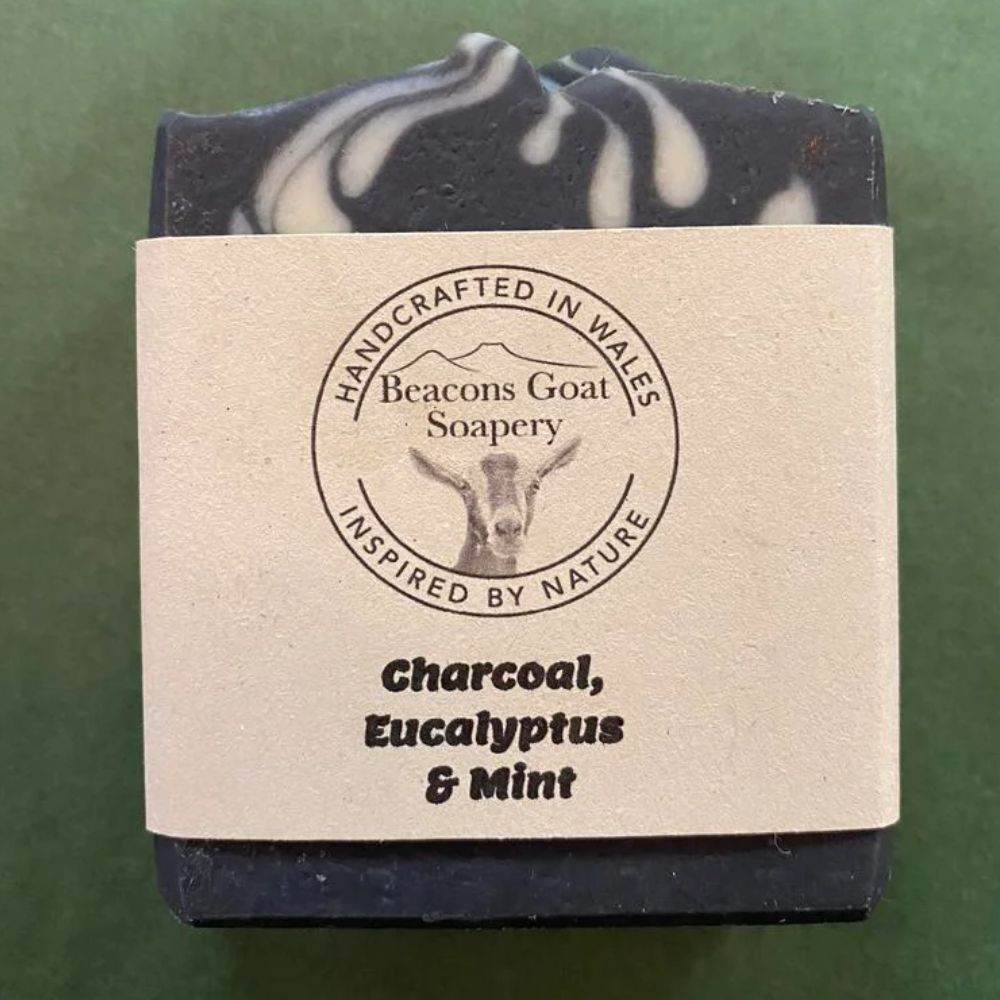 HANDCRAFTED IN WALES
Beacons Goat
Soapery
INSPIRED BY NATURE
Charcoal,
Eucalyptus
& Mint